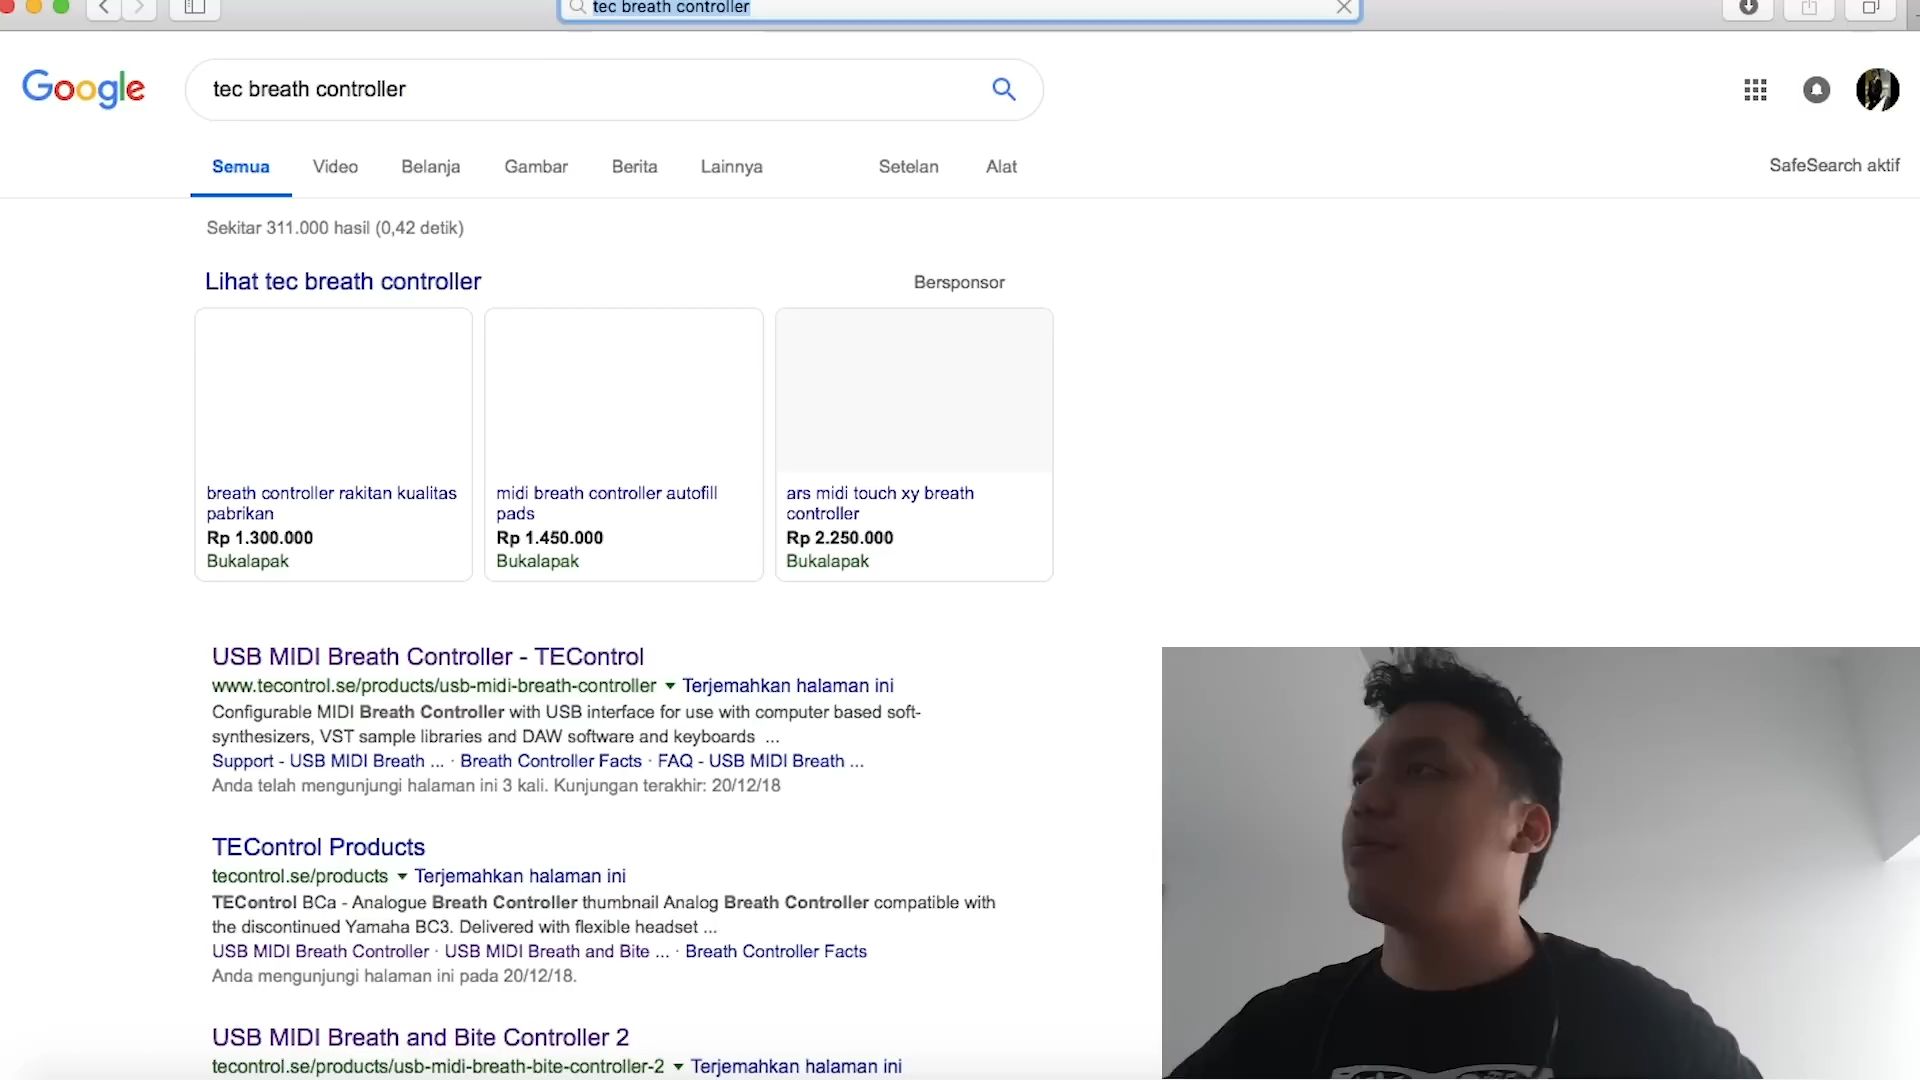 tec breath controller
Google
tec breath controller
Semua Video Belanja Gambar Berita Lainnya Setelan Alat SafeSearch aktif
Sekitar 311.000 hasil (0,42 detik)
Lihat tec breath controller Bersponsor
breath controller rakitan kualitas
pabrikan
Rp 1.300.000
Bukalapak
midi breath controller autofill
pads
Rp 1.450.000
Bukalapak
ars midi touch xy breath
controller
Rp 2.250.000
Bukalapak
USB MIDI Breath Controller - TEControl
www.tecontrol.se/products/usb-midi-breath-controller Terjemahkan halaman ini
Configurable MIDI Breath Controller with USB interface for use with computer based soft-
synthesizers, VST sample libraries and DAW software and keyboards ...
Support - USB MIDI Breath ... · Breath Controller Facts · FAQ - USB MIDI Breath ...
Anda telah mengunjungi halaman ini 3 kali. Kunjungan terakhir: 20/12/18
TEControl Products
tecontrol.se/products Terjemahkan halaman ini
TEControl BCa - Analogue Breath Controller thumbnail Analog Breath Controller compatible with
the discontinued Yamaha BC3. Delivered with flexible headset ...
USB MIDI Breath Controller · USB MIDI Breath and Bite ... · Breath Controller Facts
Anda mengunjungi halaman ini pada 20/12/18.
USB MIDI Breath and Bite Controller 2
tecontrol.se/products/usb-midi-breath-bite-controller-2 Terjemahkan halaman ini